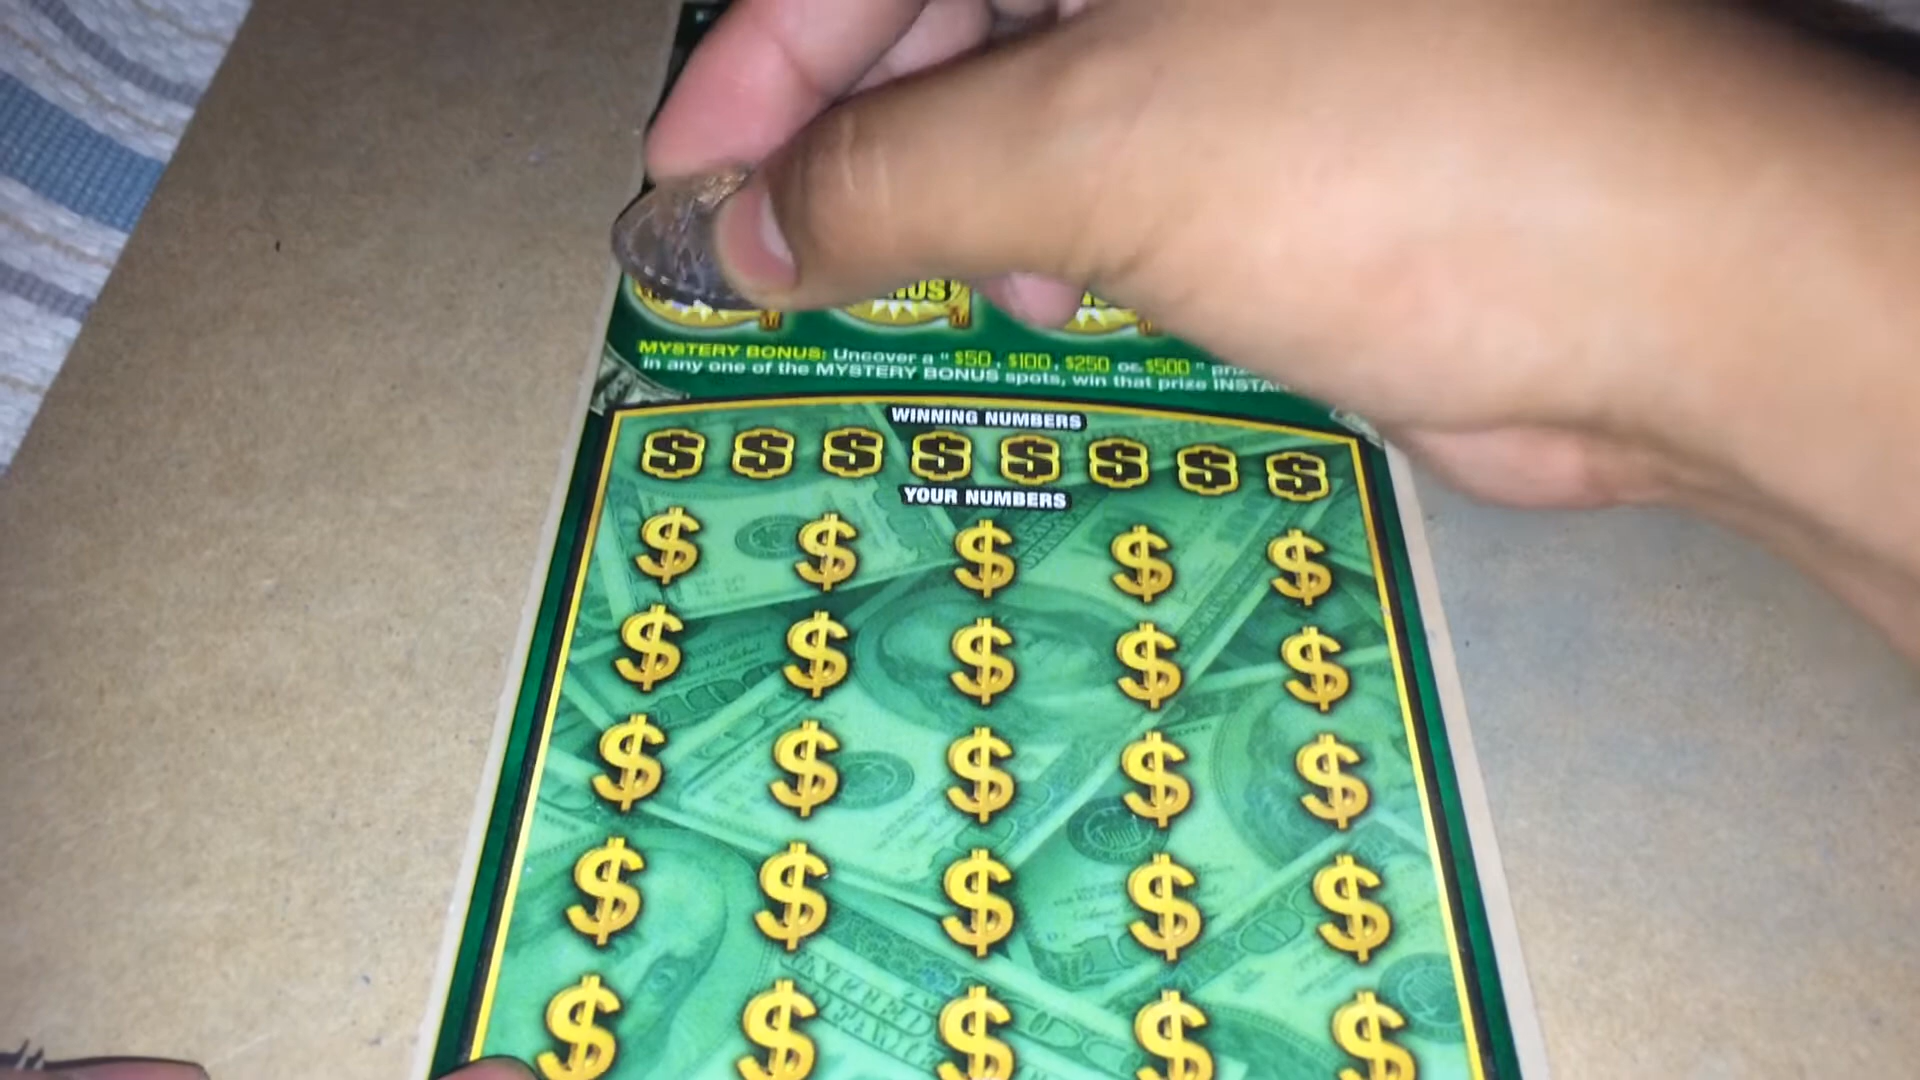 MYSTERY BONUS: Uncover a "$50, $100, $250 or $500"
in any one of the MYSTERY BONUS spots, win that prize
WINNING NUMBERS
$ $ $ $ $ $ $ $
YOUR NUMBERS
$ $ $ $ $
$ $ $ $ $
$ $ $ $ $
$ $ $ $ $
$ $ $ $ $